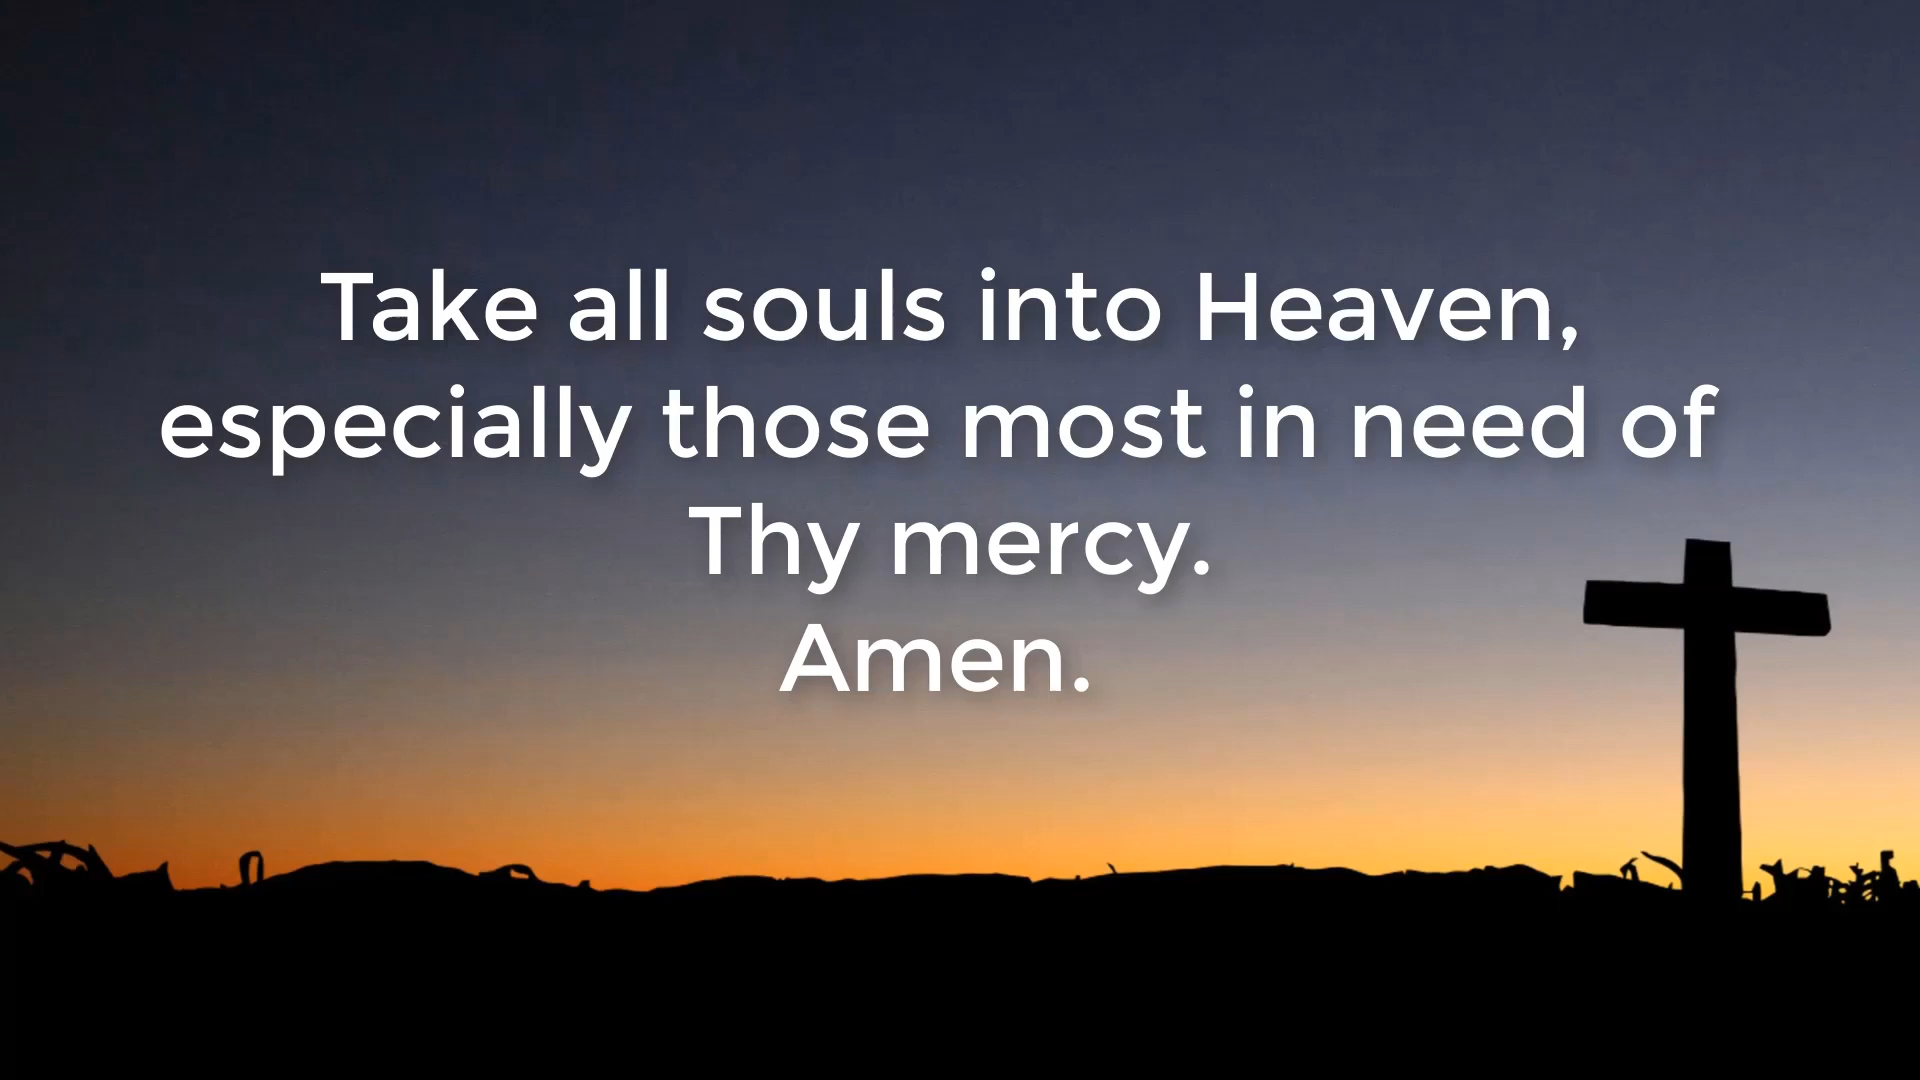 Take all souls into Heaven,
especially those most in need of
Thy mercy.
Amen.